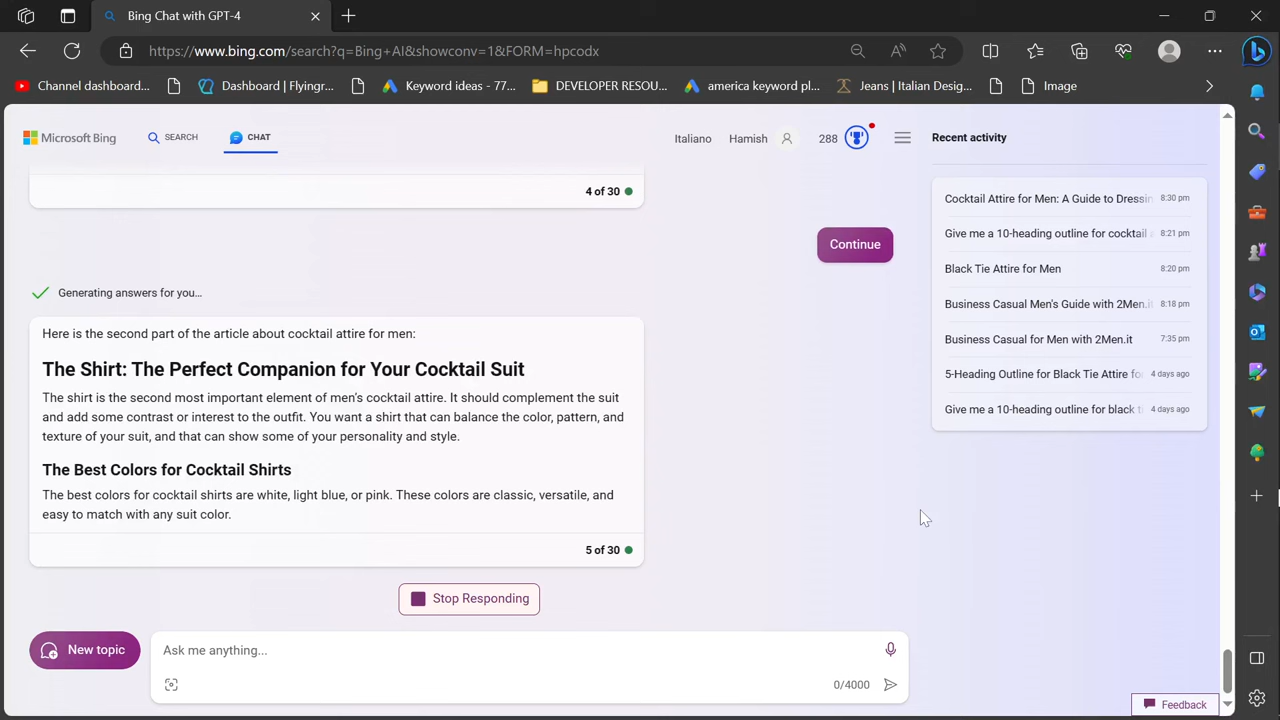 Bing Chat with GPT-4
https://www.bing.com/search?q=Bing+AI&showconv=1&FORM=hpcodx
Channel dashboard...
Dashboard | Flyingr...
Keyword ideas - 77...
DEVELOPER RESOU...
america keyword pl...
Jeans | Italian Desig...
Image
Microsoft Bing
SEARCH
CHAT
Italiano
Hamish
288
Recent activity
4 of 30
Continue
Generating answers for you...
Here is the second part of the article about cocktail attire for men:
The Shirt: The Perfect Companion for Your Cocktail Suit
The shirt is the second most important element of men's cocktail attire. It should complement the suit
and add some contrast or interest to the outfit. You want a shirt that can balance the color, pattern, and
texture of your suit, and that can show some of your personality and style.
The Best Colors for Cocktail Shirts
The best colors for cocktail shirts are white, light blue, or pink. These colors are classic, versatile, and
easy to match with any suit color.
5 of 30
Stop Responding
New topic
Ask me anything...
0/4000
Cocktail Attire for Men: A Guide to Dressin 8:30 pm
Give me a 10-heading outline for cocktail a 8:21 pm
Black Tie Attire for Men 8:20 pm
Business Casual Men's Guide with 2Men.it 8:18 pm
Business Casual for Men with 2Men.it 7:35 pm
5-Heading Outline for Black Tie Attire fo 4 days ago
Give me a 10-heading outline for black t 4 days ago
Feedback